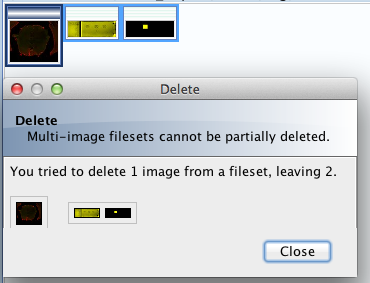 Delete
Delete
Multi-image filesets cannot be partially deleted.
You tried to delete 1 image from a fileset, leaving 2.
Close